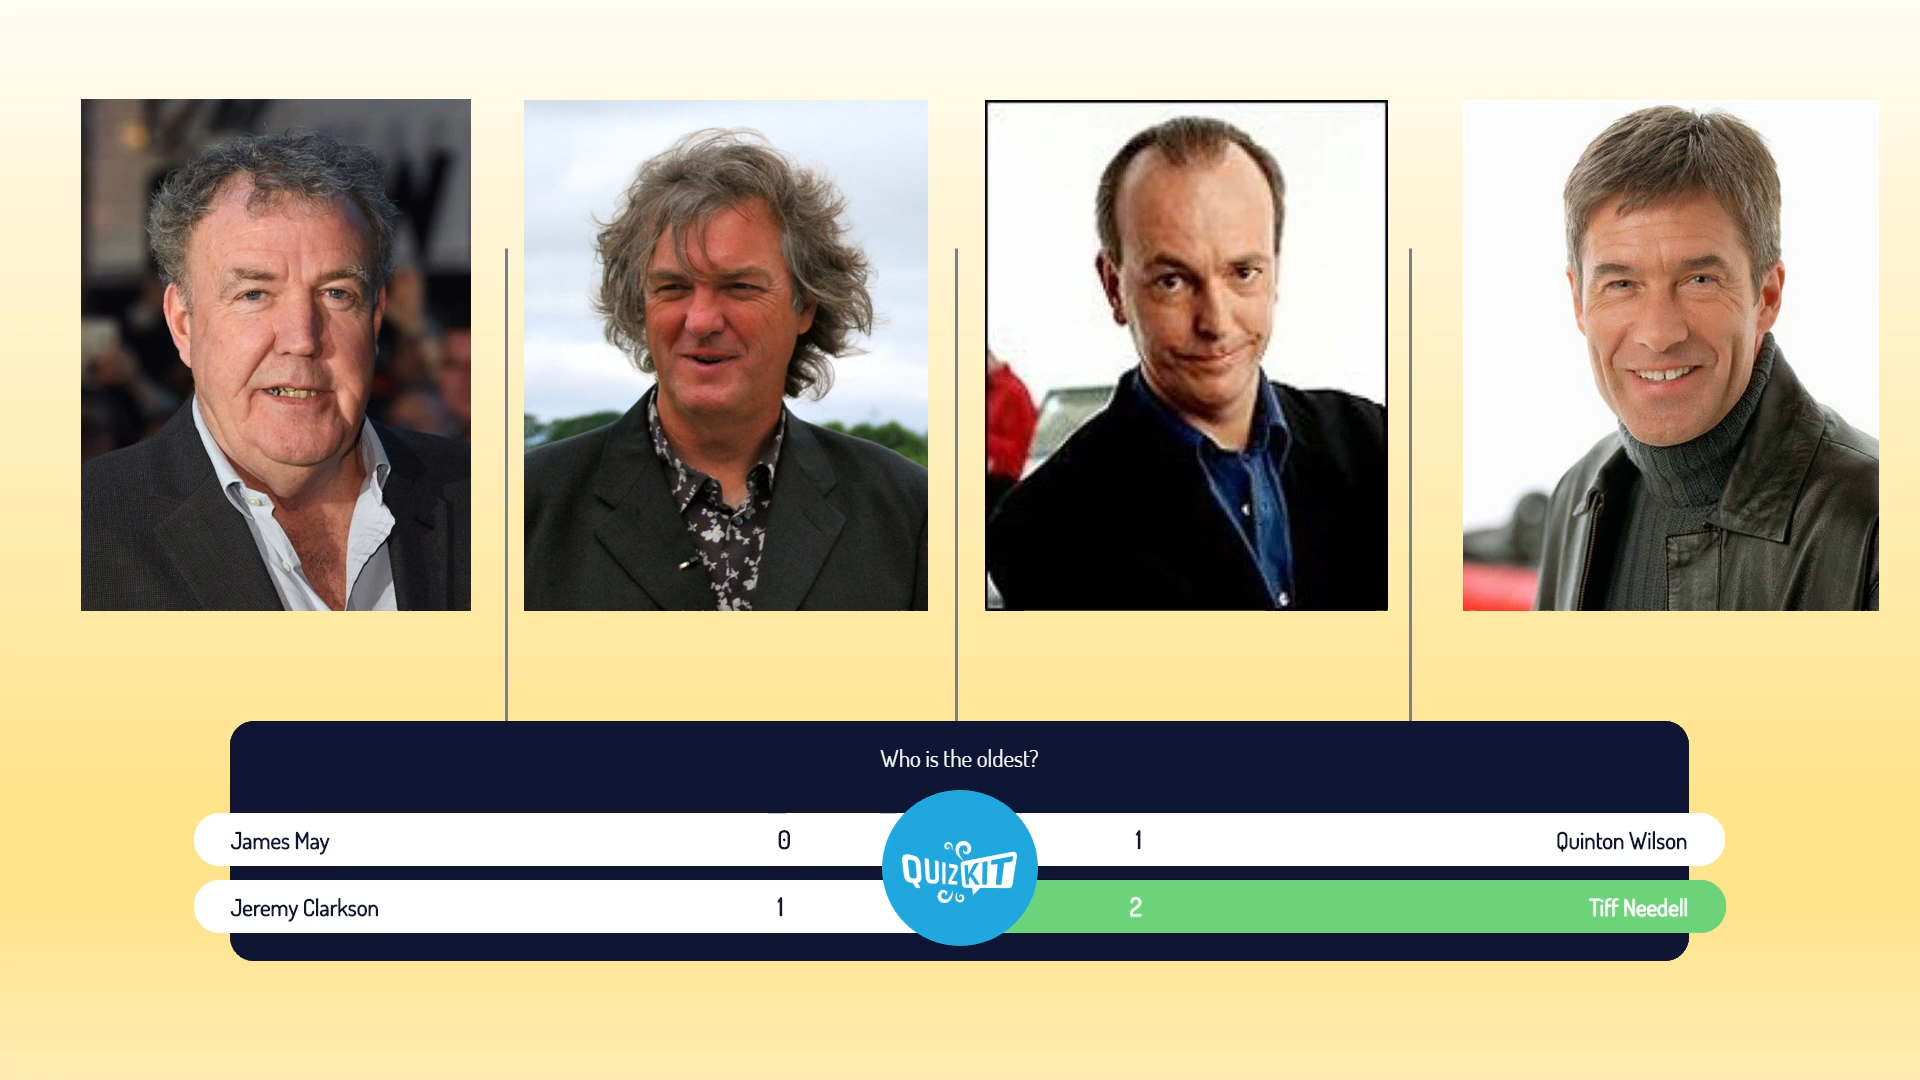 Who is the oldest?
James May 0 1 Quinton Wilson
QUIZKIT
Jeremy Clarkson 1 2 Tiff Needell